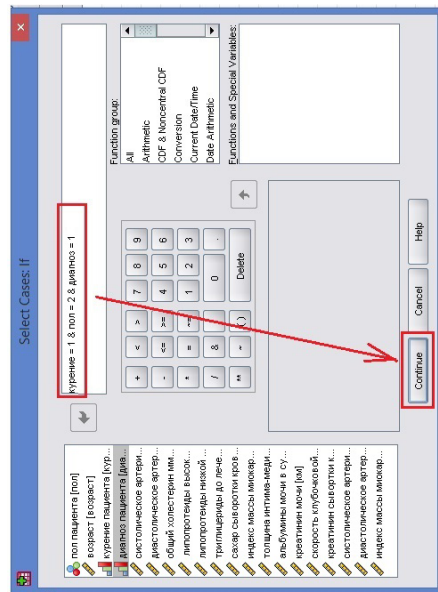 Select Cases: If
пол пациента [пол]
возраст [возраст]
курение пациента [кур...
диагноз пациента [диа...
систолическое артери...
диастолическое артер...
общий холестерин мм...
липопротеиды высок...
липопротеиды низкой ...
триглицериды до лече...
сахар сыворотки кров...
индекс массы миокар...
толщина интима-меди...
альбумины мочи в су...
креатинин мочи [км]
скорость клубочковой...
креатинин сывортки к...
систолическое артери...
диастолическое артер...
индекс массы миокар...
курение = 1 & пол = 2 & диагноз = 1
+ < > 7 8 9
- <= >= 4 5 6
* = ~= 1 2 3
/ & 0 .
** ~ ( ) Delete
Function group:
All
Arithmetic
CDF & Noncentral CDF
Conversion
Current Date/Time
Date Arithmetic
Functions and Special Variables:
Continue
Cancel
Help